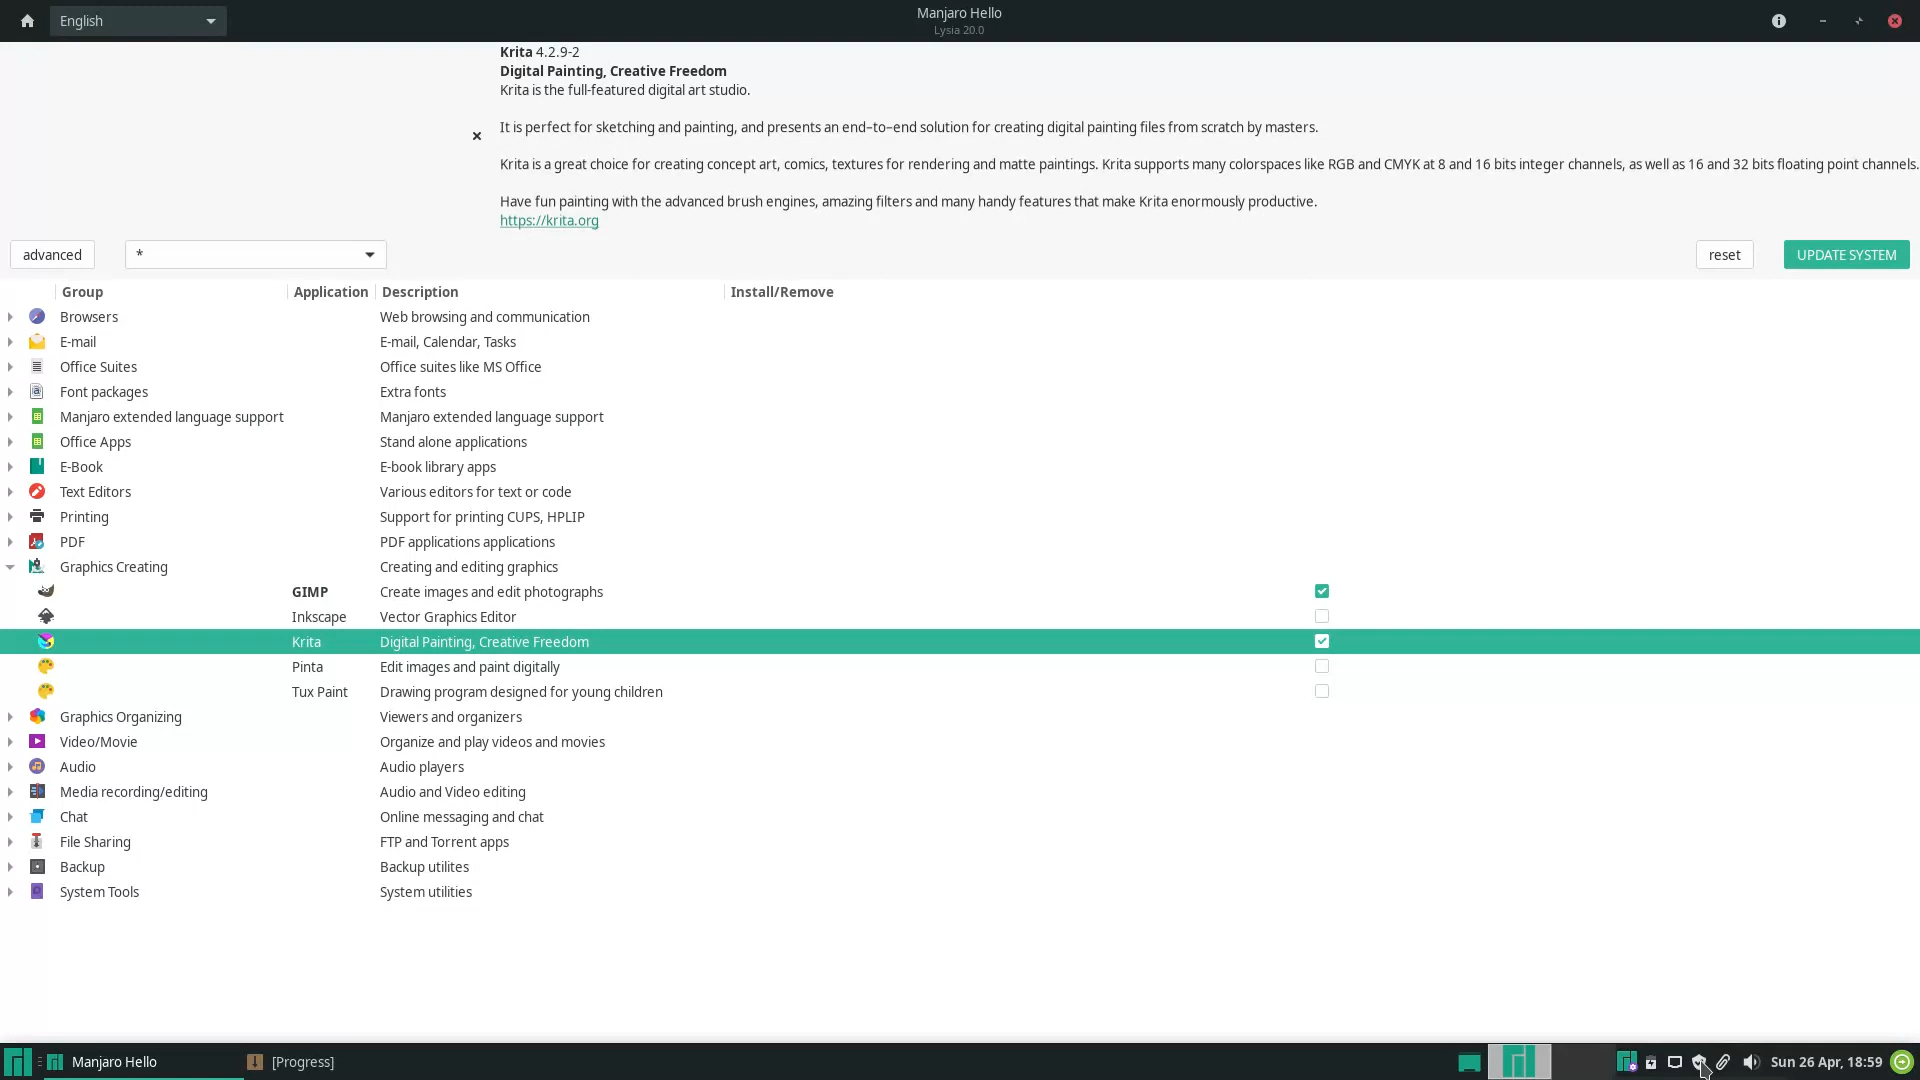 English
Manjaro Hello
Lysia 20.0
Krita 4.2.9-2
Digital Painting, Creative Freedom
Krita is the full-featured digital art studio.
It is perfect for sketching and painting, and presents an end–to–end solution for creating digital painting files from scratch by masters.
Krita is a great choice for creating concept art, comics, textures for rendering and matte paintings. Krita supports many colorspaces like RGB and CMYK at 8 and 16 bits integer channels, as well as 16 and 32 bits floating point channels.
Have fun painting with the advanced brush engines, amazing filters and many handy features that make Krita enormously productive.
https://krita.org
advanced * reset UPDATE SYSTEM
Group Application Description Install/Remove
Browsers Web browsing and communication
E-mail E-mail, Calendar, Tasks
Office Suites Office suites like MS Office
Font packages Extra fonts
Manjaro extended language support Manjaro extended language support
Office Apps Stand alone applications
E-Book E-book library apps
Text Editors Various editors for text or code
Printing Support for printing CUPS, HPLIP
PDF PDF applications applications
Graphics Creating Creating and editing graphics
GIMP Create images and edit photographs
Inkscape Vector Graphics Editor
Krita Digital Painting, Creative Freedom
Pinta Edit images and paint digitally
Tux Paint Drawing program designed for young children
Graphics Organizing Viewers and organizers
Video/Movie Organize and play videos and movies
Audio Audio players
Media recording/editing Audio and Video editing
Chat Online messaging and chat
File Sharing FTP and Torrent apps
Backup Backup utilites
System Tools System utilities
Manjaro Hello [Progress] Sun 26 Apr, 18:59